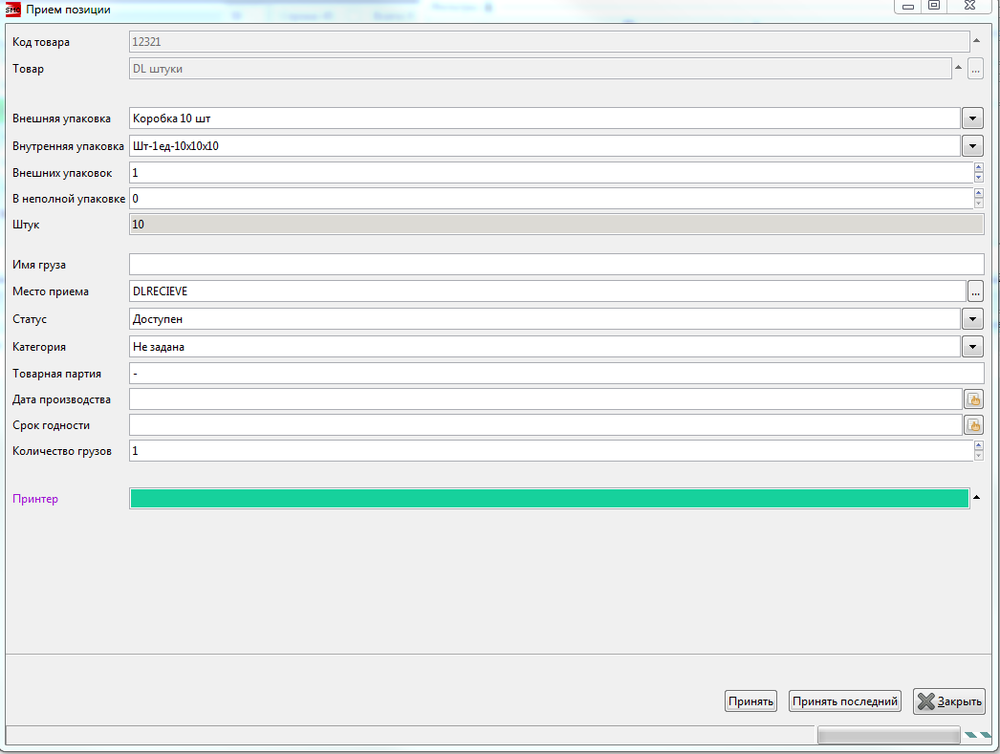 Прием позиции
Код товара 12321
Товар DL штуки ...
Внешняя упаковка Коробка 10 шт
Внутренняя упаковка Шт-1ед-10x10x10
Внешних упаковок 1
В неполной упаковке 0
Штук 10
Имя груза
Место приема DLRECIEVE ...
Статус Доступен
Категория Не задана
Товарная партия -
Дата производства
Срок годности
Количество грузов 1
Принтер
Принять Принять последний Закрыть